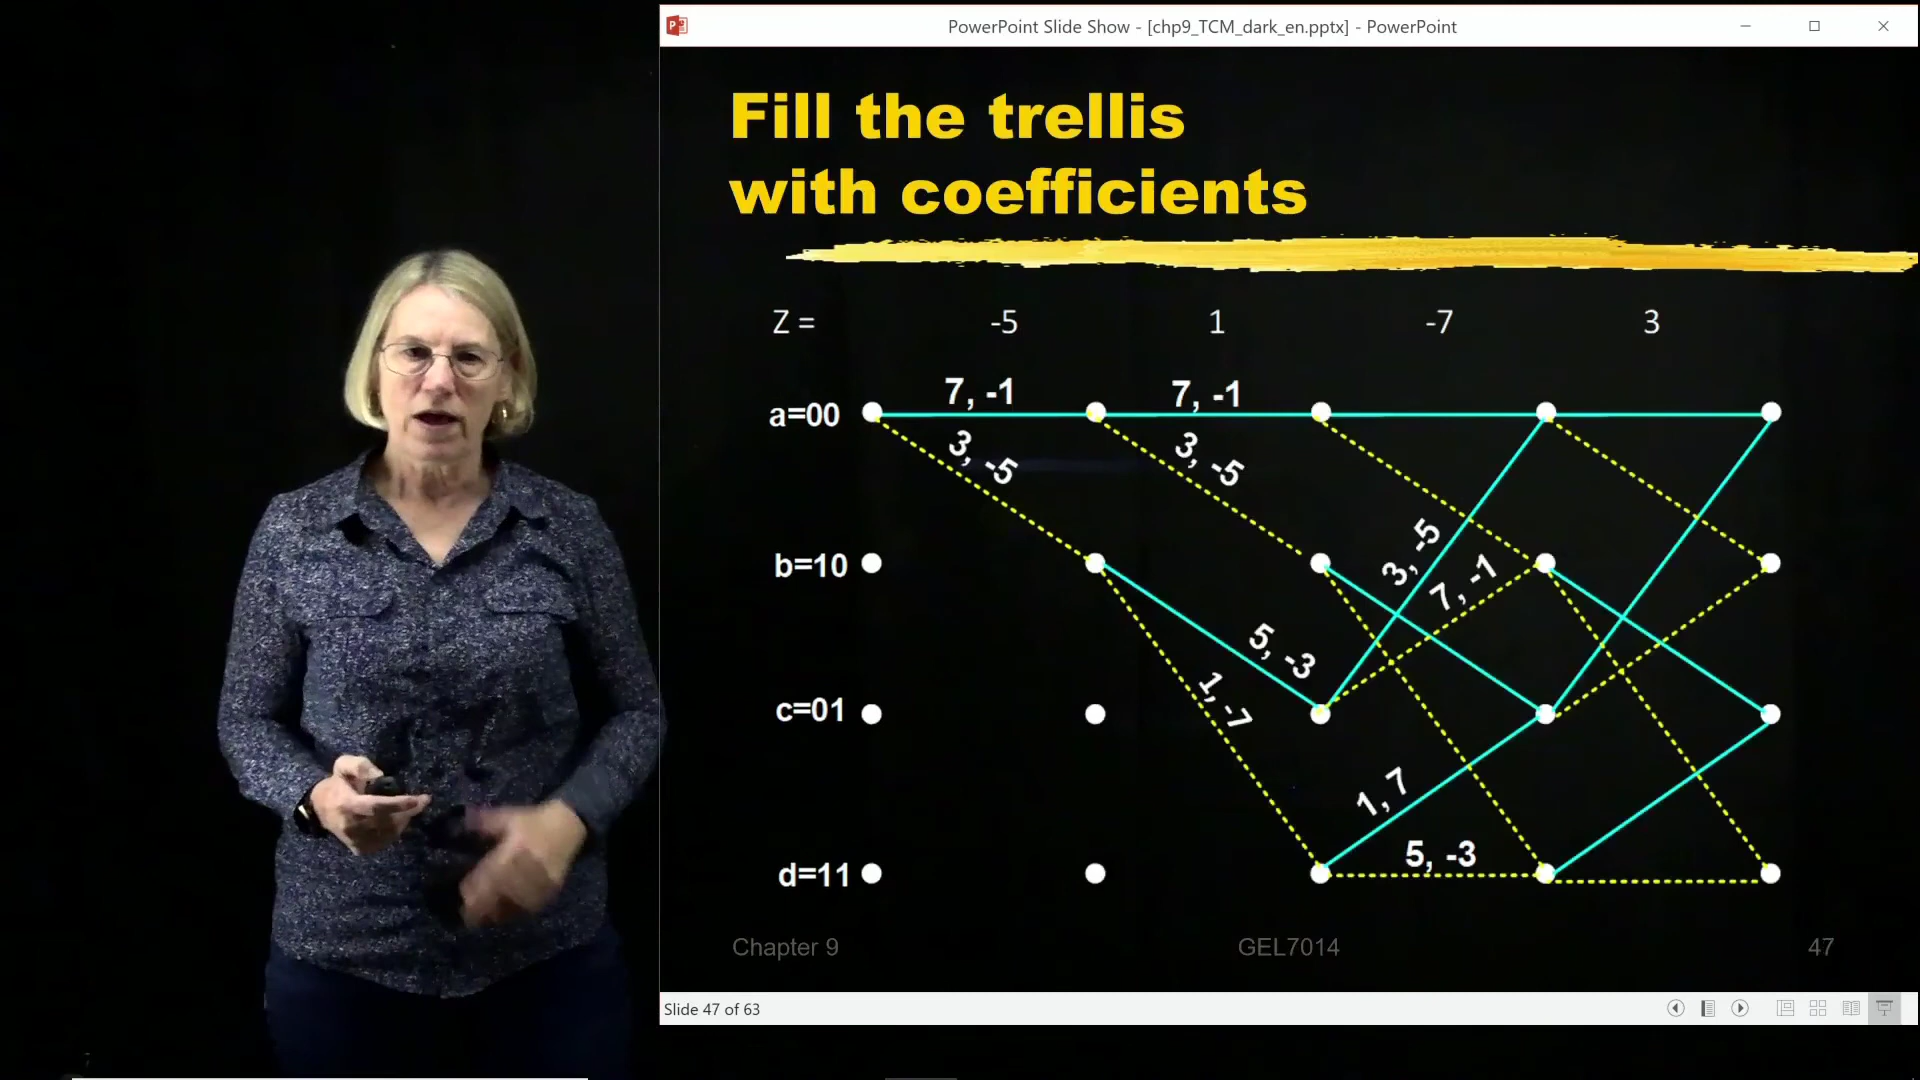 PowerPoint Slide Show - [chp9_TCM_dark_en.pptx] - PowerPoint
Fill the trellis
with coefficients
Z = -5 1 -7 3
7, -1 7, -1
a=00
3, -5 3, -5
3, -5
b=10
7, -1
5, -3
1, -7
c=01
1, 7
5, -3
d=11
Chapter 9 GEL7014 47
Slide 47 of 63